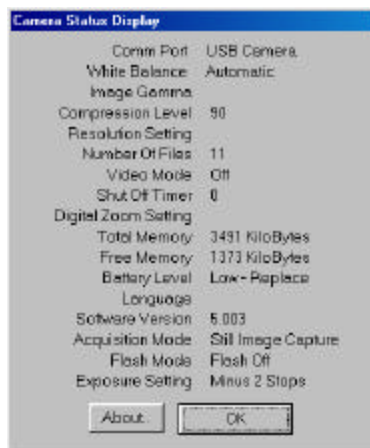 Camera Status Display
Comm Port USB Camera
White Balance Automatic
Image Gamma
Compression Level 90
Resolution Setting
Number Of Files 11
Video Mode Off
Shut Off Timer 0
Digital Zoom Setting
Total Memory 3491 KiloBytes
Free Memory 1373 KiloBytes
Battery Level Low - Replace
Language
Software Version 5.003
Acquisition Mode Still Image Capture
Flash Mode Flash Off
Exposure Setting Minus 2 Stops
About OK